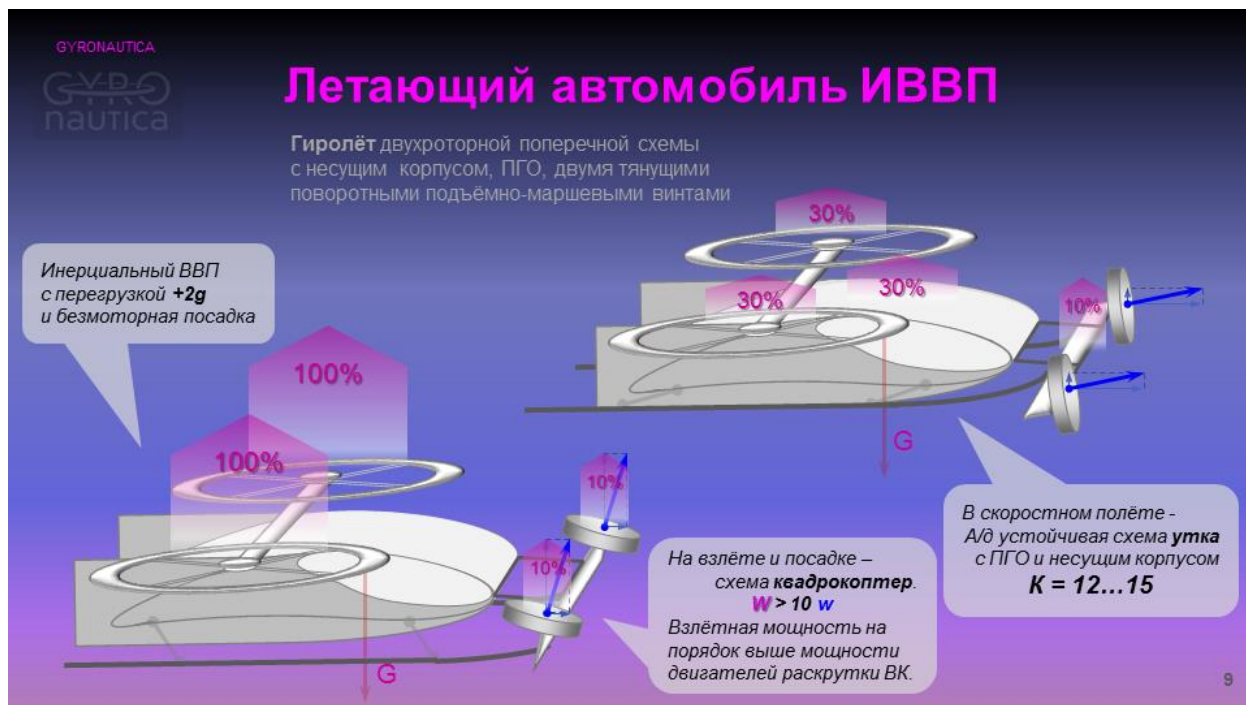 GYRONAUTICA
GYRO
nautica
Летающий автомобиль ИВВП
Гиролёт двухроторной поперечной схемы
с несущим корпусом, ПГО, двумя тянущими
поворотными подъёмно-маршевыми винтами
30%
30%
30%
10%
G
Инерциальный ВВП
с перегрузкой +2g
и безмоторная посадка
100%
100%
10%
10%
G
На взлёте и посадке –
схема квадрокоптер.
W > 10 w
Взлётная мощность на
порядок выше мощности
двигателей раскрутки ВК.
В скоростном полёте -
А/д устойчивая схема утка
с ПГО и несущим корпусом
К = 12...15
9